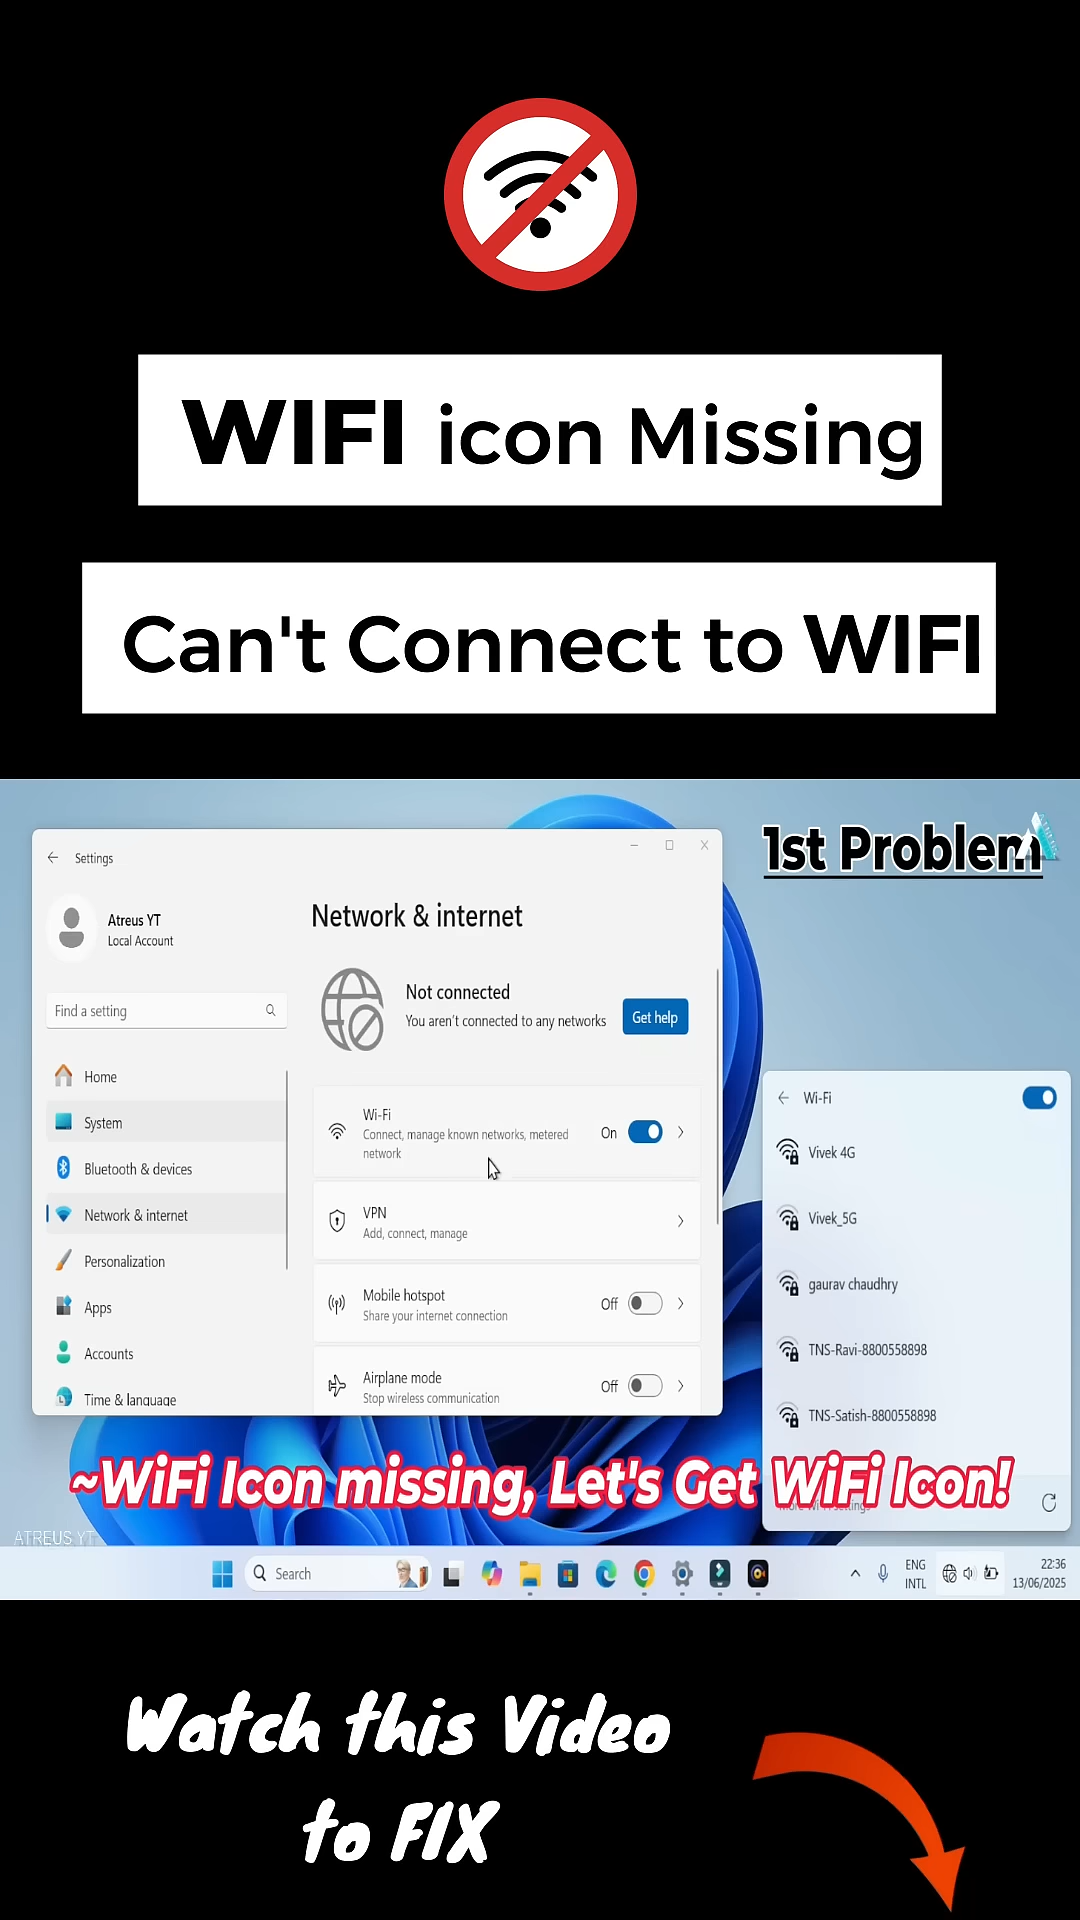 WIFI icon Missing
Can't Connect to WIFI
1st Problem
Settings
Atreus YT
Local Account
Find a setting
Home
System
Bluetooth & devices
Network & internet
Personalization
Apps
Accounts
Time & language
Network & internet
Not connected
You aren't connected to any networks
Get help
Wi-Fi
Connect, manage known networks, metered
network
On
VPN
Add, connect, manage
Mobile hotspot
Share your internet connection
Off
Airplane mode
Stop wireless communication
Off
Wi-Fi
Vivek 4G
Vivek_5G
gaurav chaudhry
TNS-Ravi-8800558898
TNS-Satish-8800558898
More Wi-Fi settings
~WiFi Icon missing, Let's Get WiFi Icon!
ATREUS YT
Search
ENG
INTL
22:36
13/06/2025
Watch this Video
to FIX